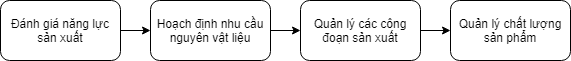 Đánh giá năng lực
sản xuất
Hoạch định nhu cầu
nguyên vật liệu
Quản lý các công
đoạn sản xuất
Quản lý chất lượng
sản phẩm